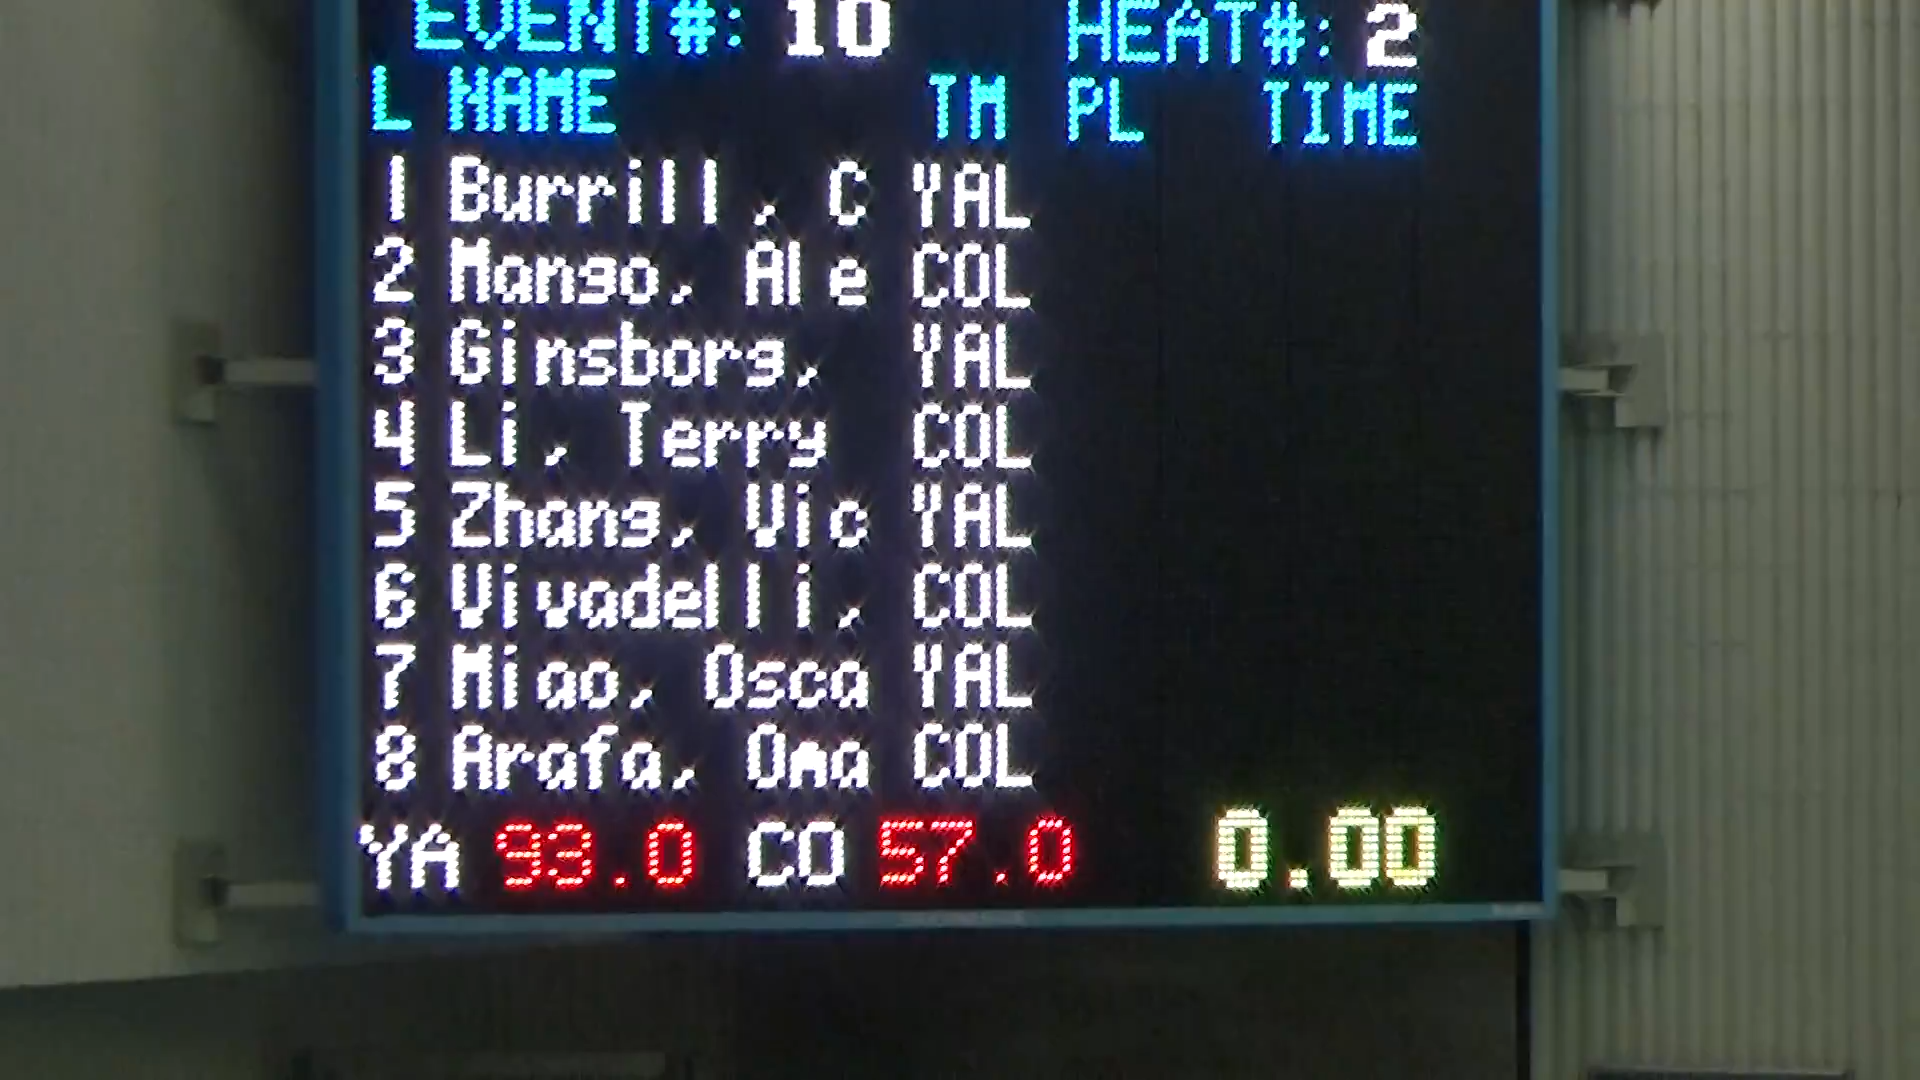 EVENT#: 10 HEAT#: 2
L NAME TM PL TIME
1 Burrill, C YAL
2 Mango, Ale COL
3 Ginsborg, YAL
4 Li, Terry COL
5 Zhang, Vic YAL
6 Vivadelli, COL
7 Miao, Osca YAL
8 Arafa, Oma COL
YA 93.0 CO 57.0 0.00